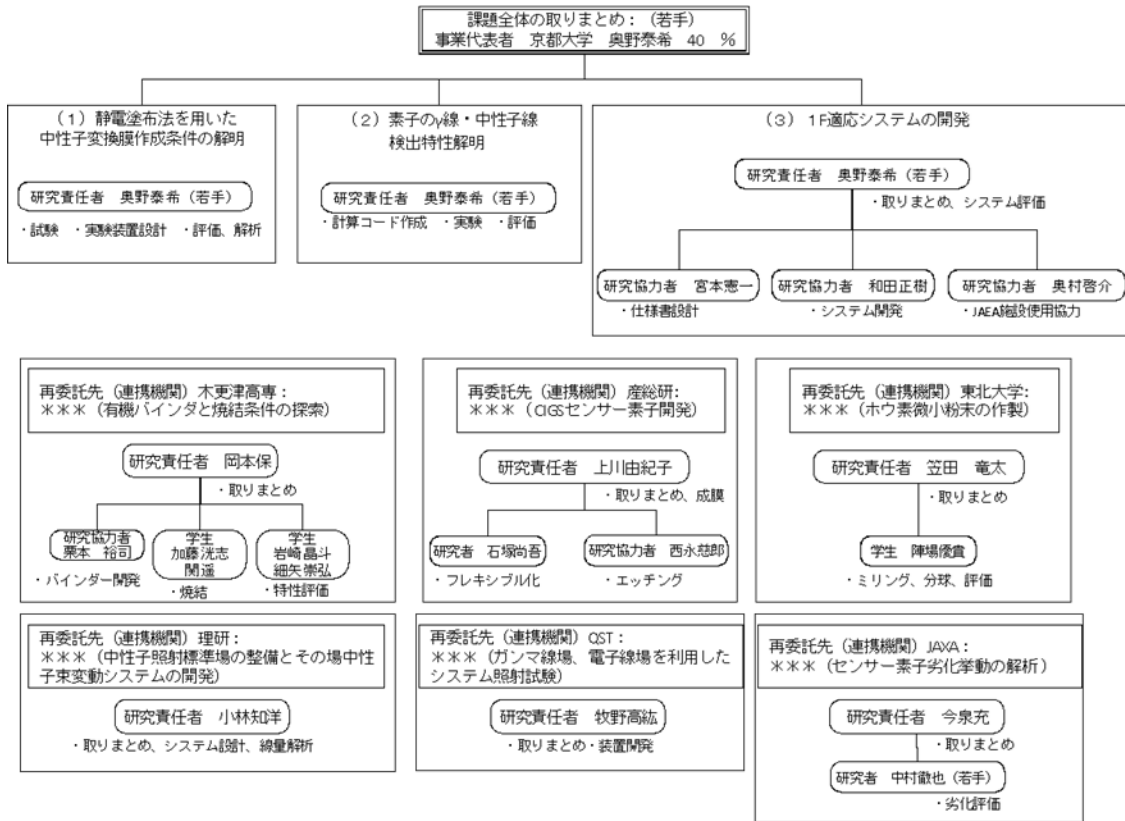 課題全体の取りまとめ：（若手）
事業代表者　京都大学　奥野泰希　40　％
（1）静電塗布法を用いた
中性子変換膜作成条件の解明
研究責任者　奥野泰希（若手）
・試験　・実験装置設計　・評価、解析
（2）素子のγ線・中性子線
検出特性解明
研究責任者　奥野泰希（若手）
・計算コード作成　・実験　・評価
（3）1F適応システムの開発
研究責任者　奥野泰希（若手）
・取りまとめ、システム評価
研究協力者　宮本憲一
・仕様書設計
研究協力者　和田正樹
・システム開発
研究協力者　奥村啓介
・JAEA施設使用協力
再委託先（連携機関）木更津高専：
＊＊＊（有機バインダと焼結条件の探索）
研究責任者　岡本保
・取りまとめ
研究協力者
栗本　裕司
・バインダー開発
学生
加藤洸志
関遥
・焼結
学生
岩崎晶斗
細矢崇弘
・特性評価
再委託先（連携機関）産総研：
＊＊＊（CIGSセンサー素子開発）
研究責任者　上川由紀子
・取りまとめ、成膜
研究者　石塚尚吾
・フレキシブル化
研究協力者　西永慈郎
・エッチング
再委託先（連携機関）東北大学：
＊＊＊（ホウ素微小粉末の作製）
研究責任者　笠田　竜太
・取りまとめ
学生　陣場優貴
・ミリング、分球、評価
再委託先（連携機関）理研：
＊＊＊（中性子照射標準場の整備とその場中性
子束変動システムの開発）
研究責任者　小林知洋
・取りまとめ、システム設計、線量解析
再委託先（連携機関）QST：
＊＊＊（ガンマ線場、電子線場を利用した
システム照射試験）
研究責任者　牧野高紘
・取りまとめ・装置開発
再委託先（連携機関）JAXA：
＊＊＊（センサー素子劣化挙動の解析）
研究責任者　今泉充
・取りまとめ
研究者　中村徹也（若手）
・劣化評価